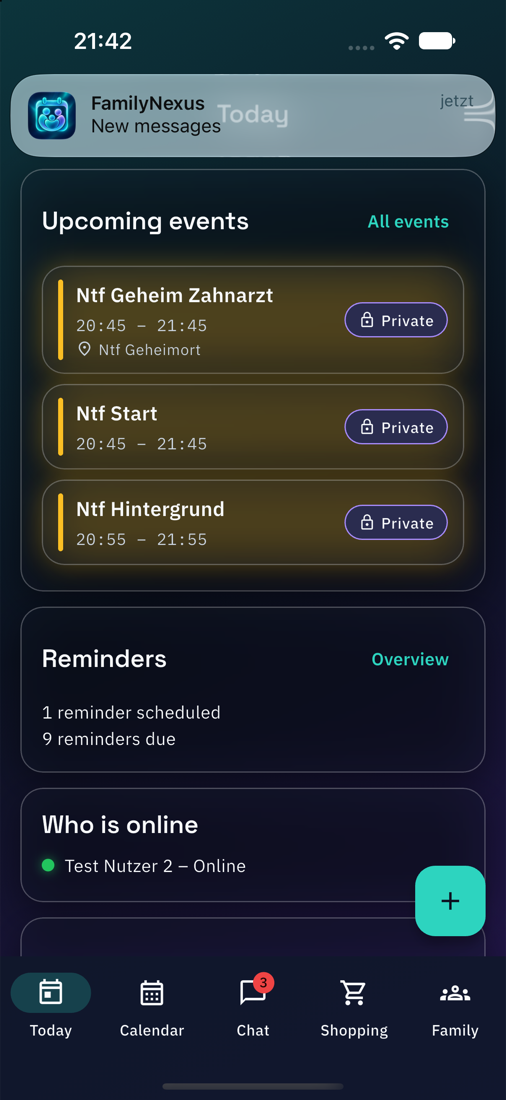 21:42
FamilyNexus
jetzt
New messages
Today
Upcoming events
All events
Ntf Geheim Zahnarzt
20:45 – 21:45
Ntf Geheimort
Private
Ntf Start
20:45 – 21:45
Private
Ntf Hintergrund
20:55 – 21:55
Private
Reminders
Overview
1 reminder scheduled
9 reminders due
Who is online
Test Nutzer 2 – Online
+
3
Today
Calendar
Chat
Shopping
Family